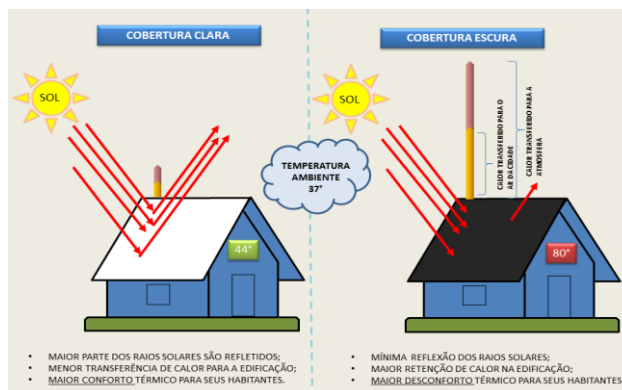 COBERTURA CLARA
SOL
TEMPERATURA
AMBIENTE
37°
44°
• MAIOR PARTE DOS RAIOS SOLARES SÃO REFLETIDOS;
• MENOR TRANSFERÊNCIA DE CALOR PARA A EDIFICAÇÃO;
• MAIOR CONFORTO TÉRMICO PARA SEUS HABITANTES.
COBERTURA ESCURA
SOL
CALOR TRANSFERIDO PARA O
AR DA CIDADE
CALOR TRANSFERIDO PARA A
ATMOSFERA
80°
• MÍNIMA REFLEXÃO DOS RAIOS SOLARES;
• MAIOR RETENÇÃO DE CALOR NA EDIFICAÇÃO;
• MAIOR DESCONFORTO TÉRMICO PARA SEUS HABITANTES